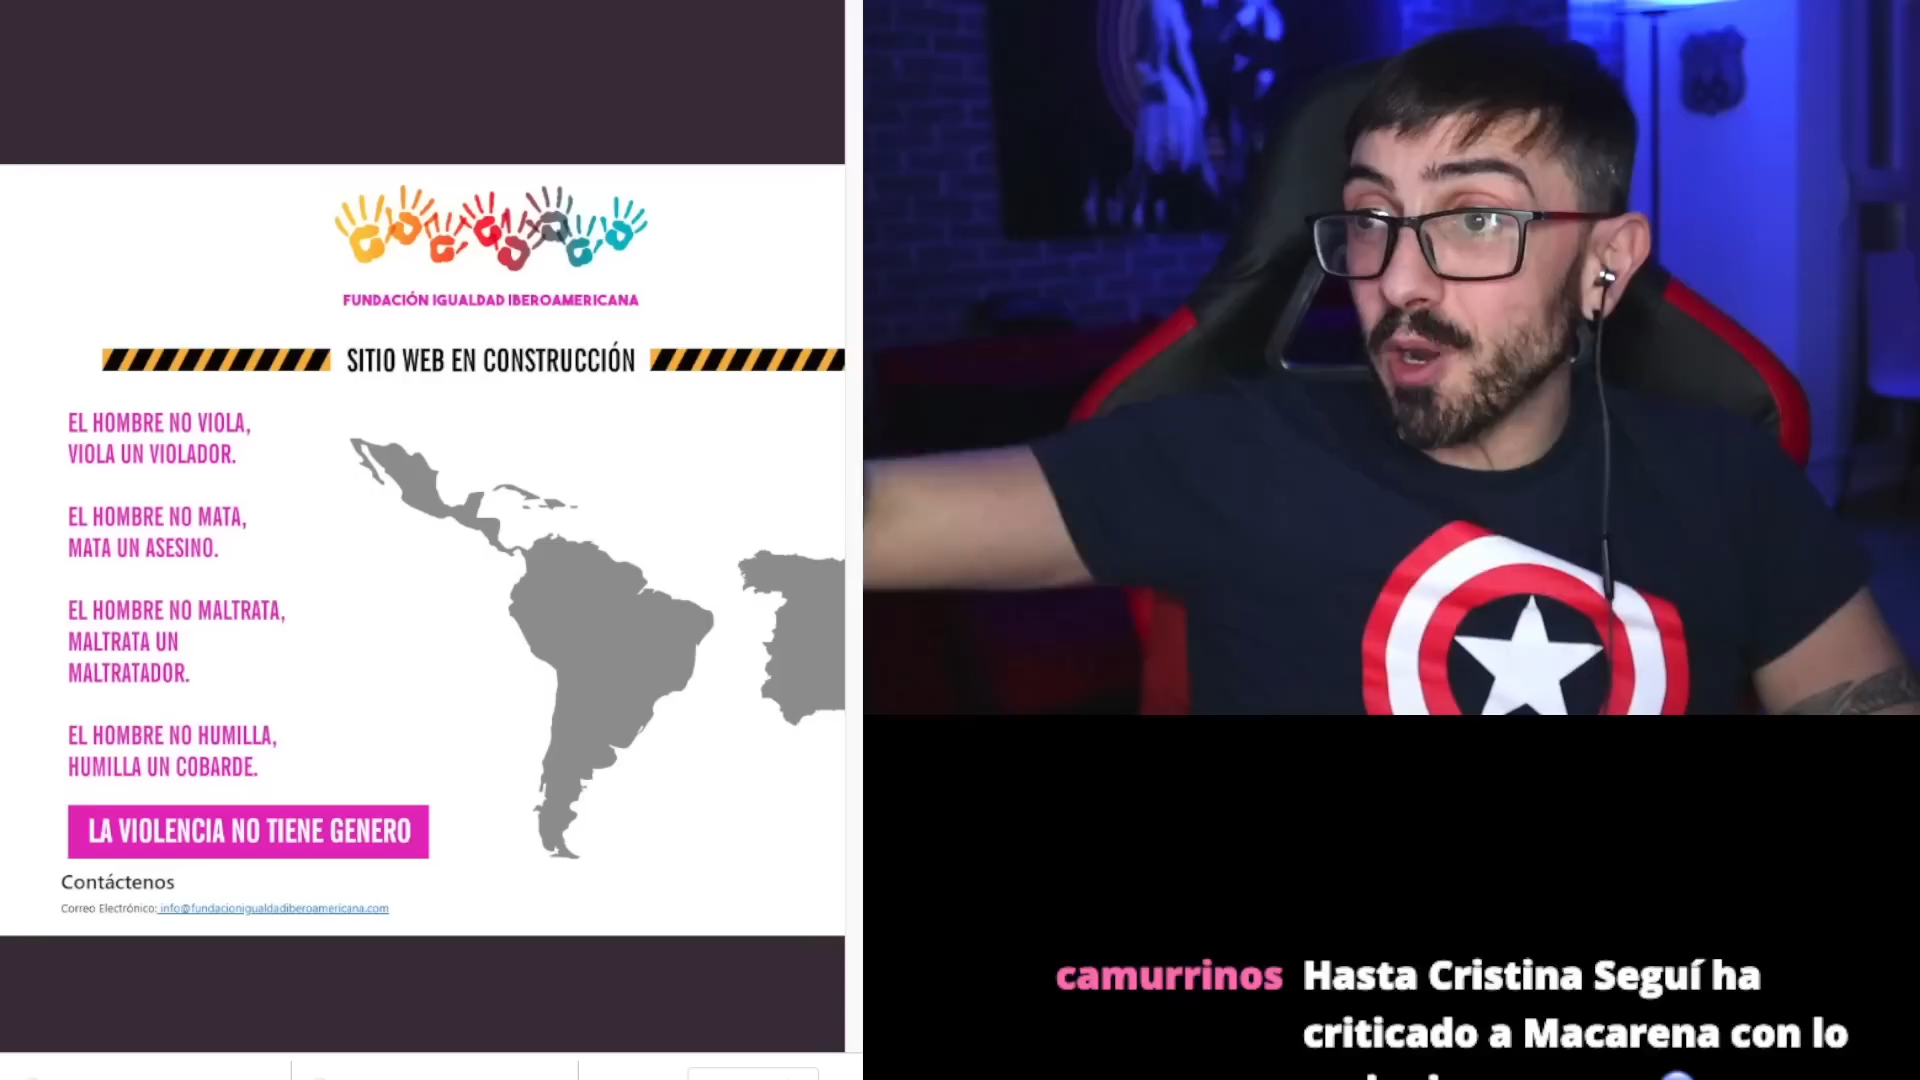 FUNDACIÓN IGUALDAD IBEROAMERICANA
SITIO WEB EN CONSTRUCCIÓN
EL HOMBRE NO VIOLA,
VIOLA UN VIOLADOR.
EL HOMBRE NO MATA,
MATA UN ASESINO.
EL HOMBRE NO MALTRATA,
MALTRATA UN
MALTRATADOR.
EL HOMBRE NO HUMILLA,
HUMILLA UN COBARDE.
LA VIOLENCIA NO TIENE GENERO
Contáctenos
Correo Electrónico: info@fundacionigualdadiberoamericana.com
camurrinos Hasta Cristina Seguí ha
criticado a Macarena con lo